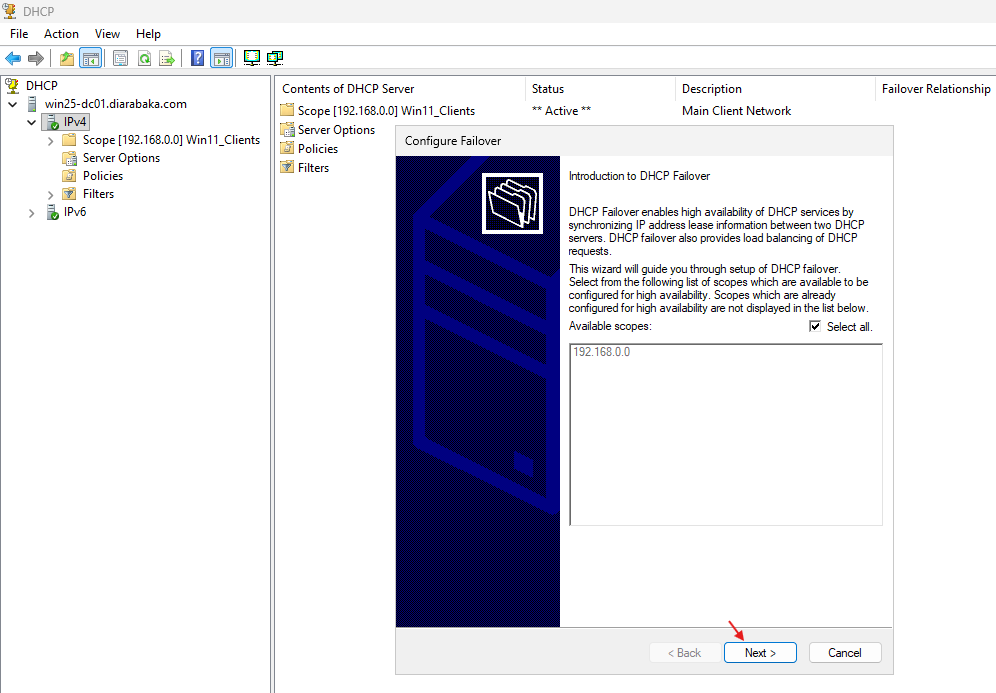 DHCP
File Action View Help
DHCP
win25-dc01.diarabaka.com
IPv4
Scope [192.168.0.0] Win11_Clients
Server Options
Policies
Filters
IPv6
Contents of DHCP Server Status Description Failover Relationship
Scope [192.168.0.0] Win11_Clients ** Active ** Main Client Network
Server Options
Policies
Filters
Configure Failover
Introduction to DHCP Failover
DHCP Failover enables high availability of DHCP services by
synchronizing IP address lease information between two DHCP
servers. DHCP failover also provides load balancing of DHCP
requests.
This wizard will guide you through setup of DHCP failover.
Select from the following list of scopes which are available to be
configured for high availability. Scopes which are already
configured for high availability are not displayed in the list below.
Available scopes: Select all.
192.168.0.0
< Back Next > Cancel